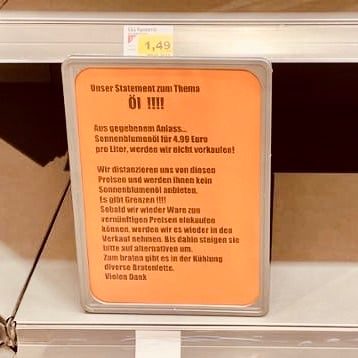 1,49
Unser Statement zum Thema
Öl !!!!
Aus gegebenem Anlass...
Sonnenblumenöl für 4.99 Euro
pro Liter, werden wir nicht verkaufen!
Wir distanzieren uns von diesen
Preisen und werden Ihnen kein
Sonnenblumenöl anbieten.
Es gibt Grenzen !!!!
Sobald wir wieder Ware zu
vernünftigen Preisen einkaufen
können, werden wir es wieder in den
Verkauf nehmen. Bis dahin steigen sie
bitte auf alternativen um.
Zum braten gibt es in der Kühlung
diverse Bratenfette.
Vielen Dank